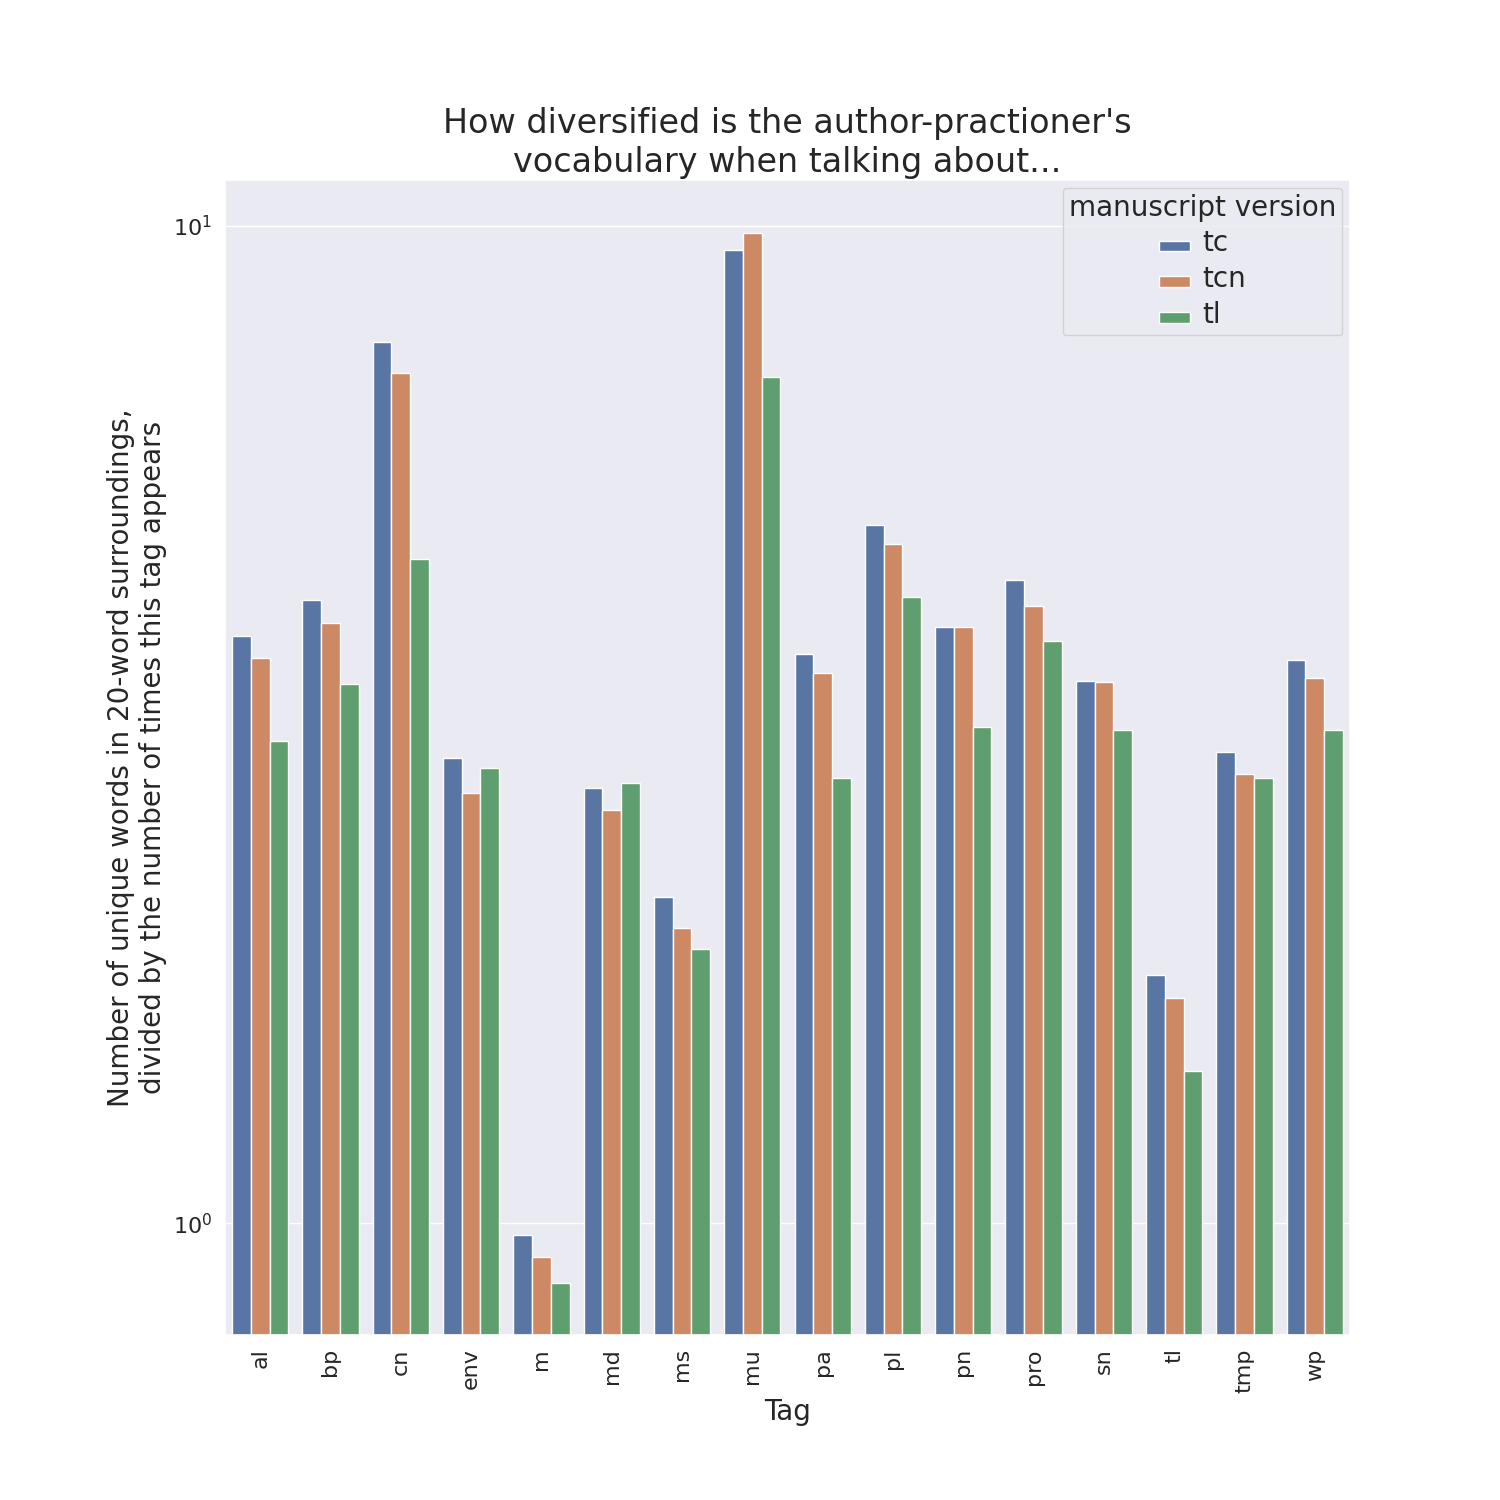 How diversified is the author-practioner's
vocabulary when talking about...
manuscript version
tc
tcn
tl
10¹
10⁰
Number of unique words in 20-word surroundings,
divided by the number of times this tag appears
al
bp
cn
env
m
md
ms
mu
pa
pl
pn
pro
sn
tl
tmp
wp
Tag